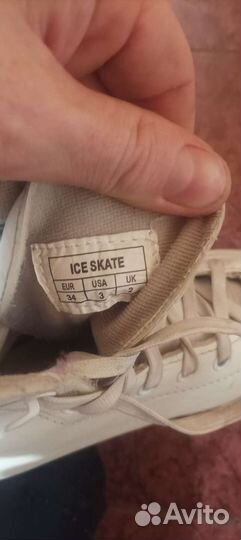 ICE SKATE
EUR USA UK
34 3 2
Avito